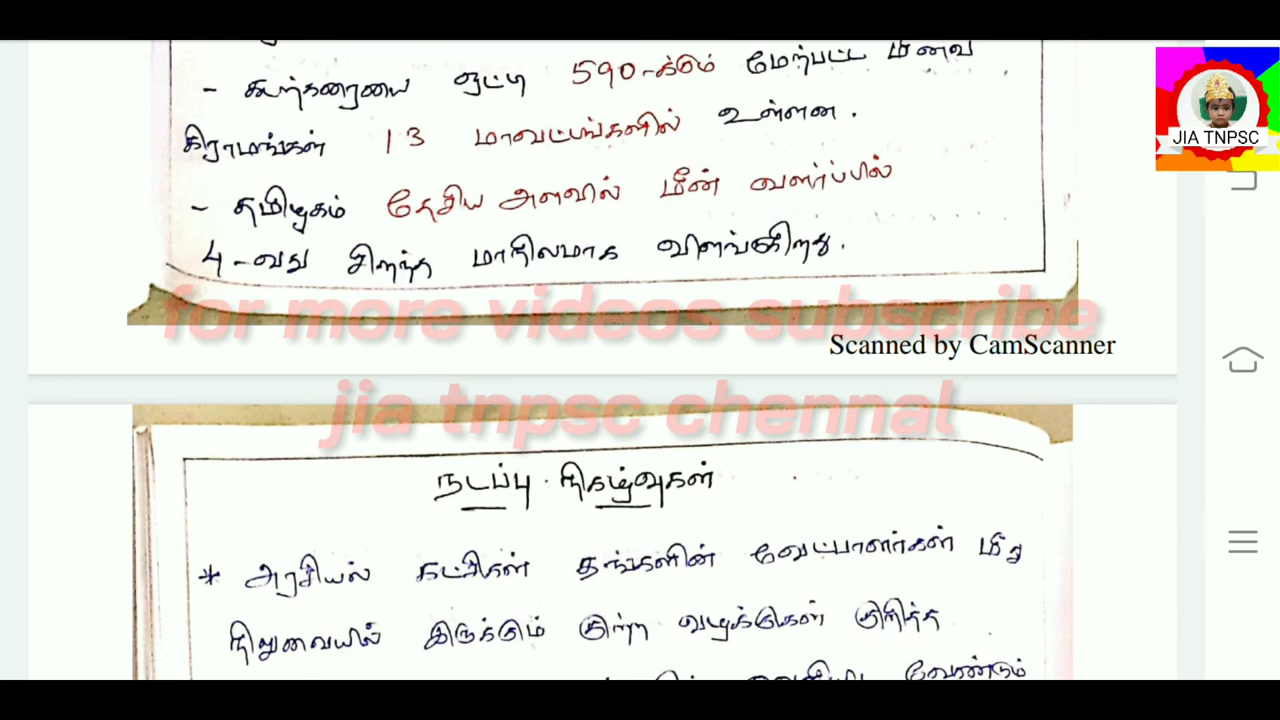 - கடற்கரையை ஒட்டி 590-க்கும் மேற்பட்ட மீனவ
கிராமங்கள் 13 மாவட்டங்களில் உள்ளன.
- தமிழகம் தேசிய அளவில் மீன் வளர்ப்பில்
4-வது சிறந்த மாநிலமாக விளங்கிறது.
for more videos subscribe
Scanned by CamScanner
jia tnpsc chennal
நடப்பு நிகழ்வுகள்
* அரசியல் கட்சிகள் தங்களின் வேட்பாளர்கள் மீது
நிலுவையில் இருக்கும் குற்ற வழக்குகள் குறித்த
வேண்டும்
JIA TNPSC